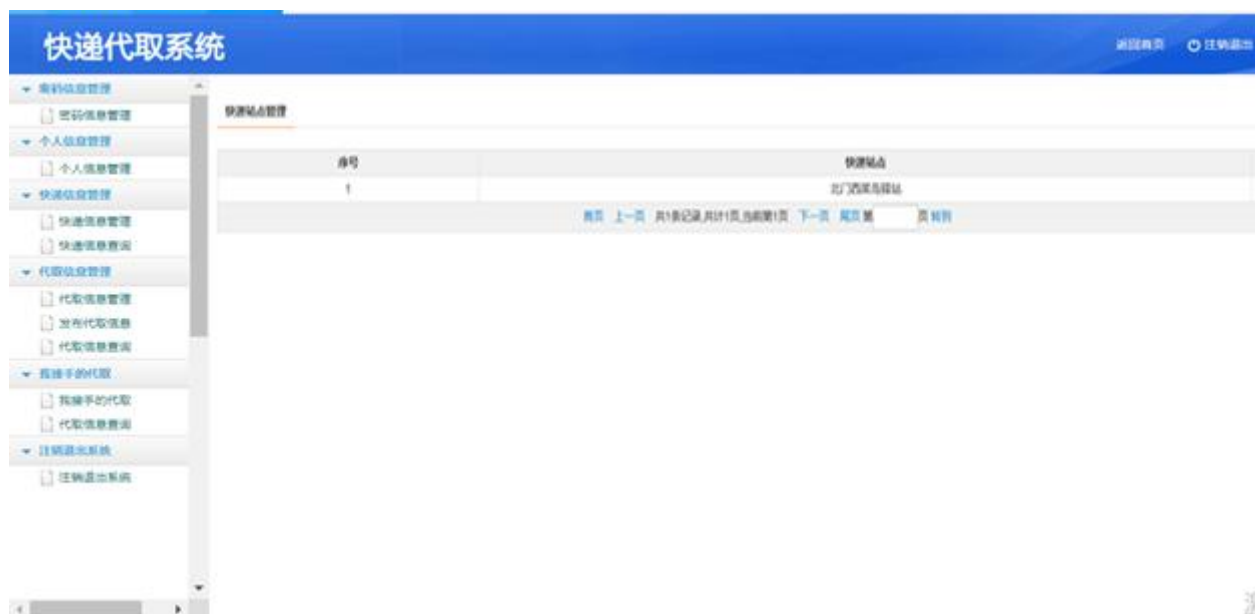 快递代取系统
返回首页 注销退出
密码信息管理
密码信息管理
个人信息管理
个人信息管理
快递信息管理
快递信息管理
快递信息查询
代取信息管理
代取信息管理
发布代取信息
代取信息查询
我接手的代取
我接手的代取
代取信息查询
注销退出系统
注销退出系统
快递站点管理
序号 快递站点
1 北门西菜鸟驿站
首页 上一页 共1条记录,共计1页,当前第1页 下一页 尾页 第 页 转到